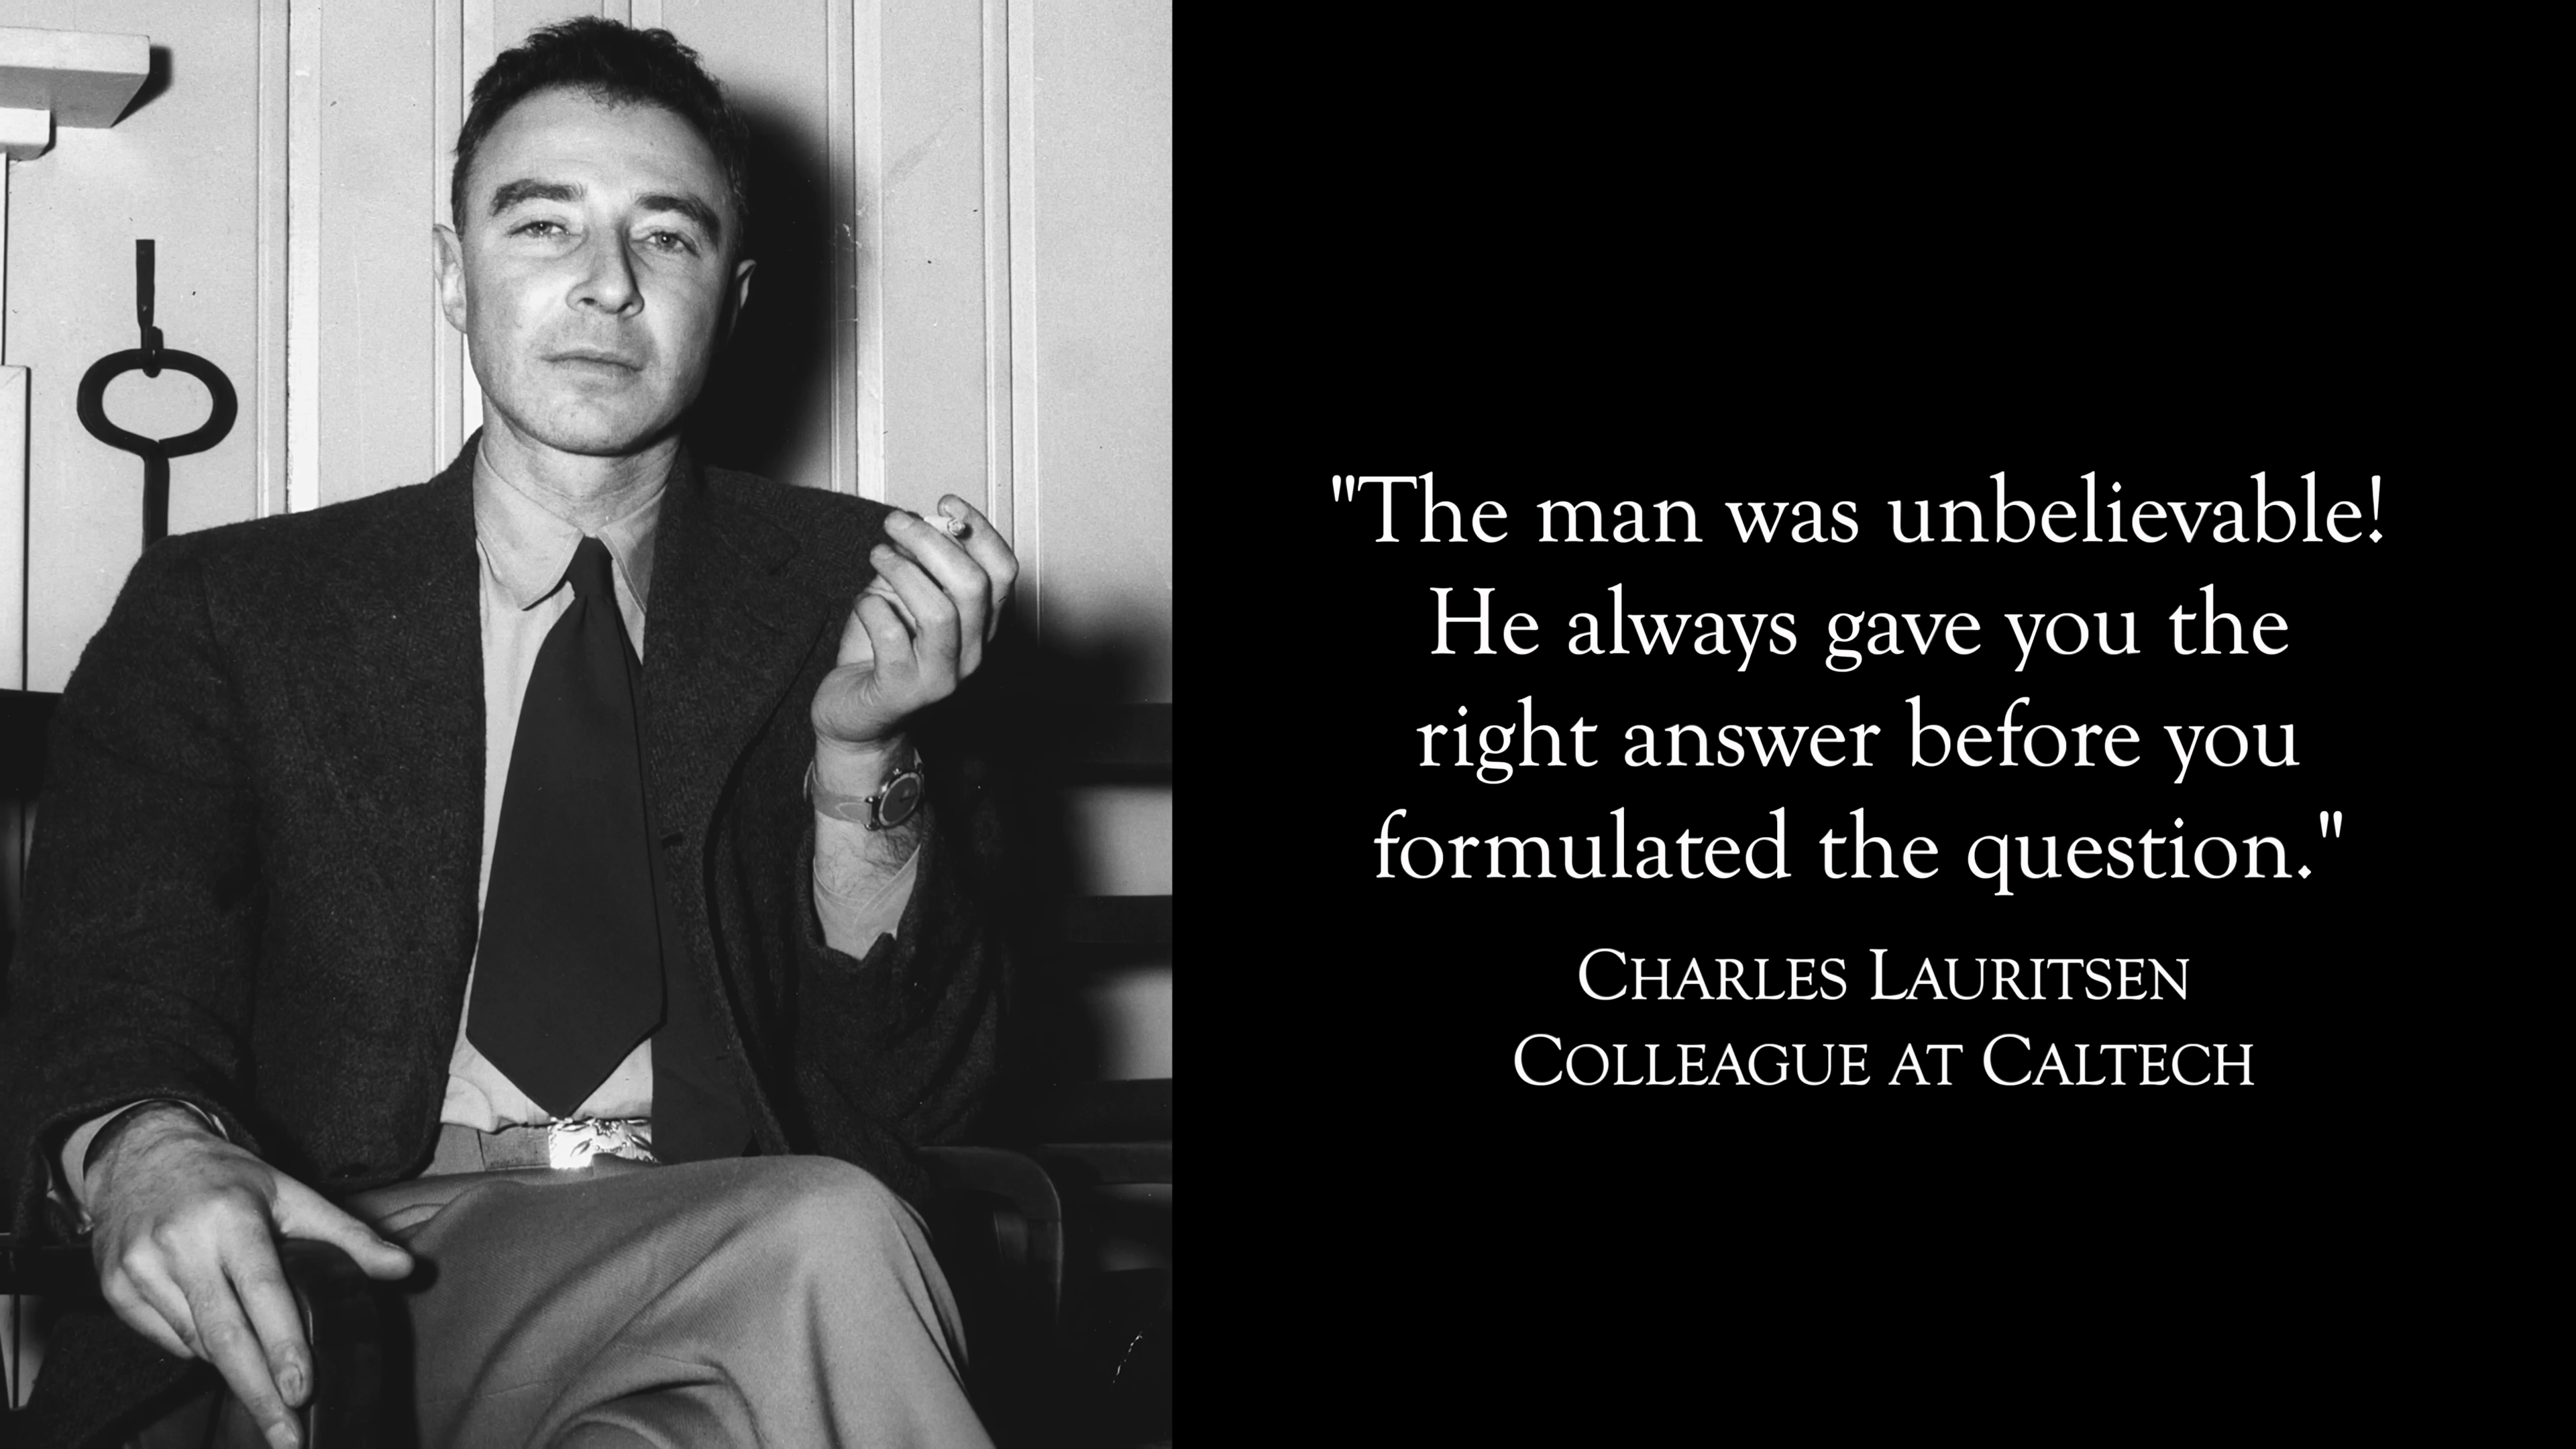 "The man was unbelievable!
He always gave you the
right answer before you
formulated the question."
CHARLES LAURITSEN
COLLEAGUE AT CALTECH